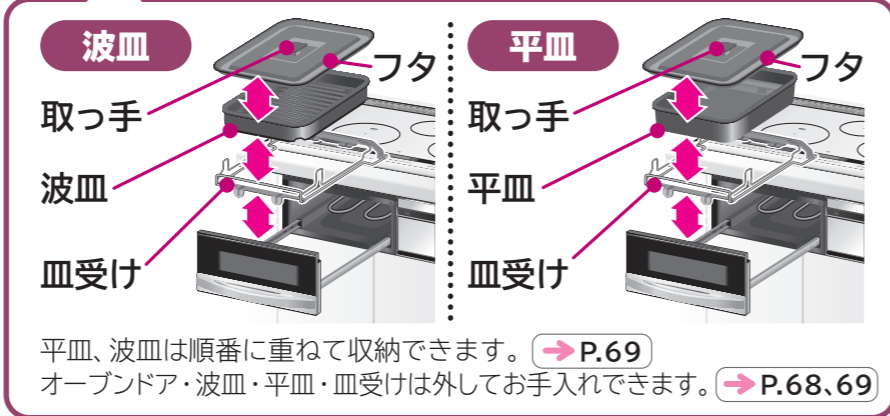 波皿
フタ
取っ手
波皿
皿受け
平皿
フタ
取っ手
平皿
皿受け
平皿、波皿は順番に重ねて収納できます。 ➔ P.69
オーブンドア・波皿・平皿・皿受けは外してお手入れできます。 ➔ P.68、69